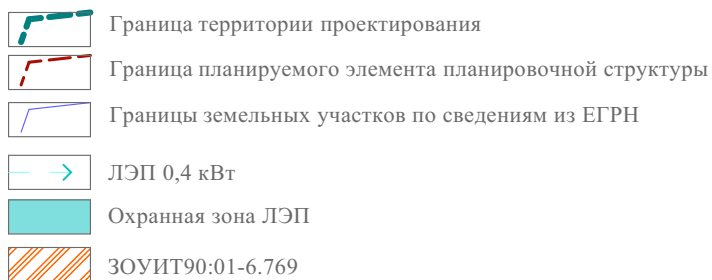 Граница территории проектирования
Граница планируемого элемента планировочной структуры
Границы земельных участков по сведениям из ЕГРН
ЛЭП 0,4 кВт
Охранная зона ЛЭП
ЗОУИТ90:01-6.769